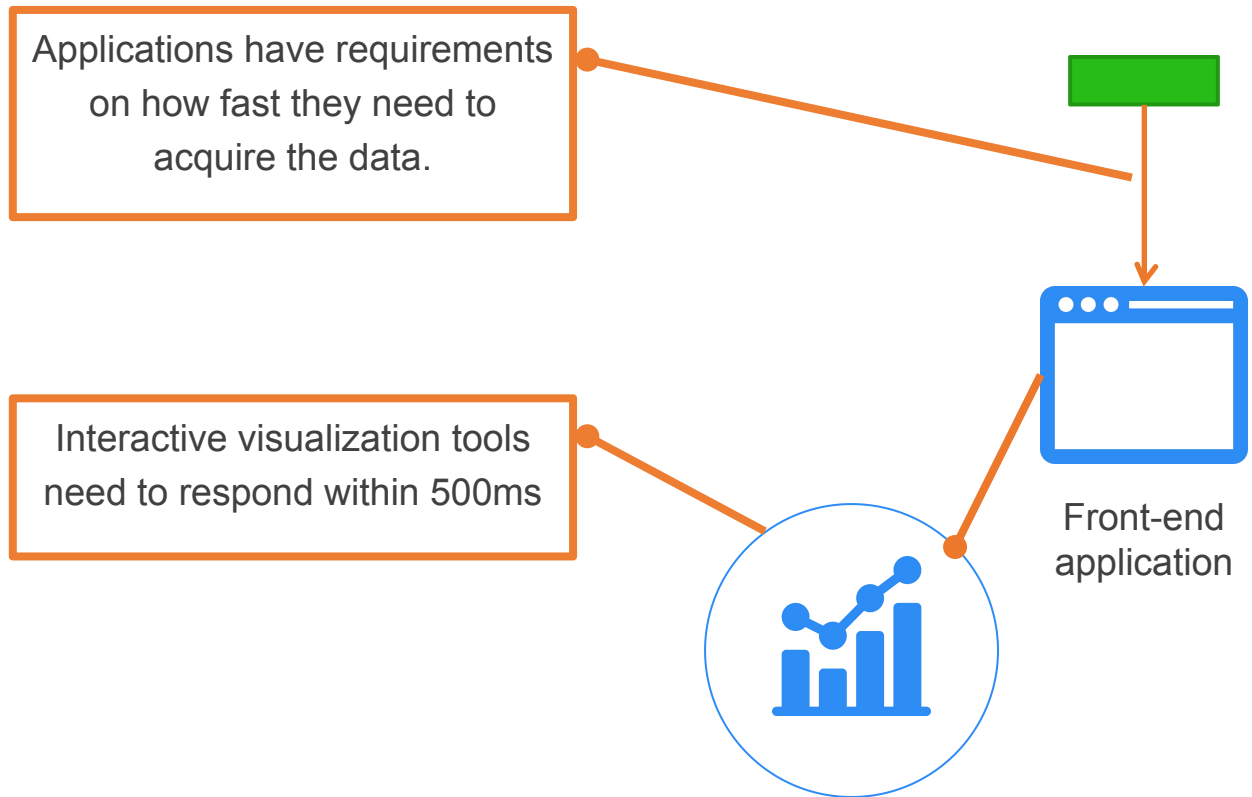 Applications have requirements
on how fast they need to
acquire the data.
Interactive visualization tools
need to respond within 500ms
Front-end
application